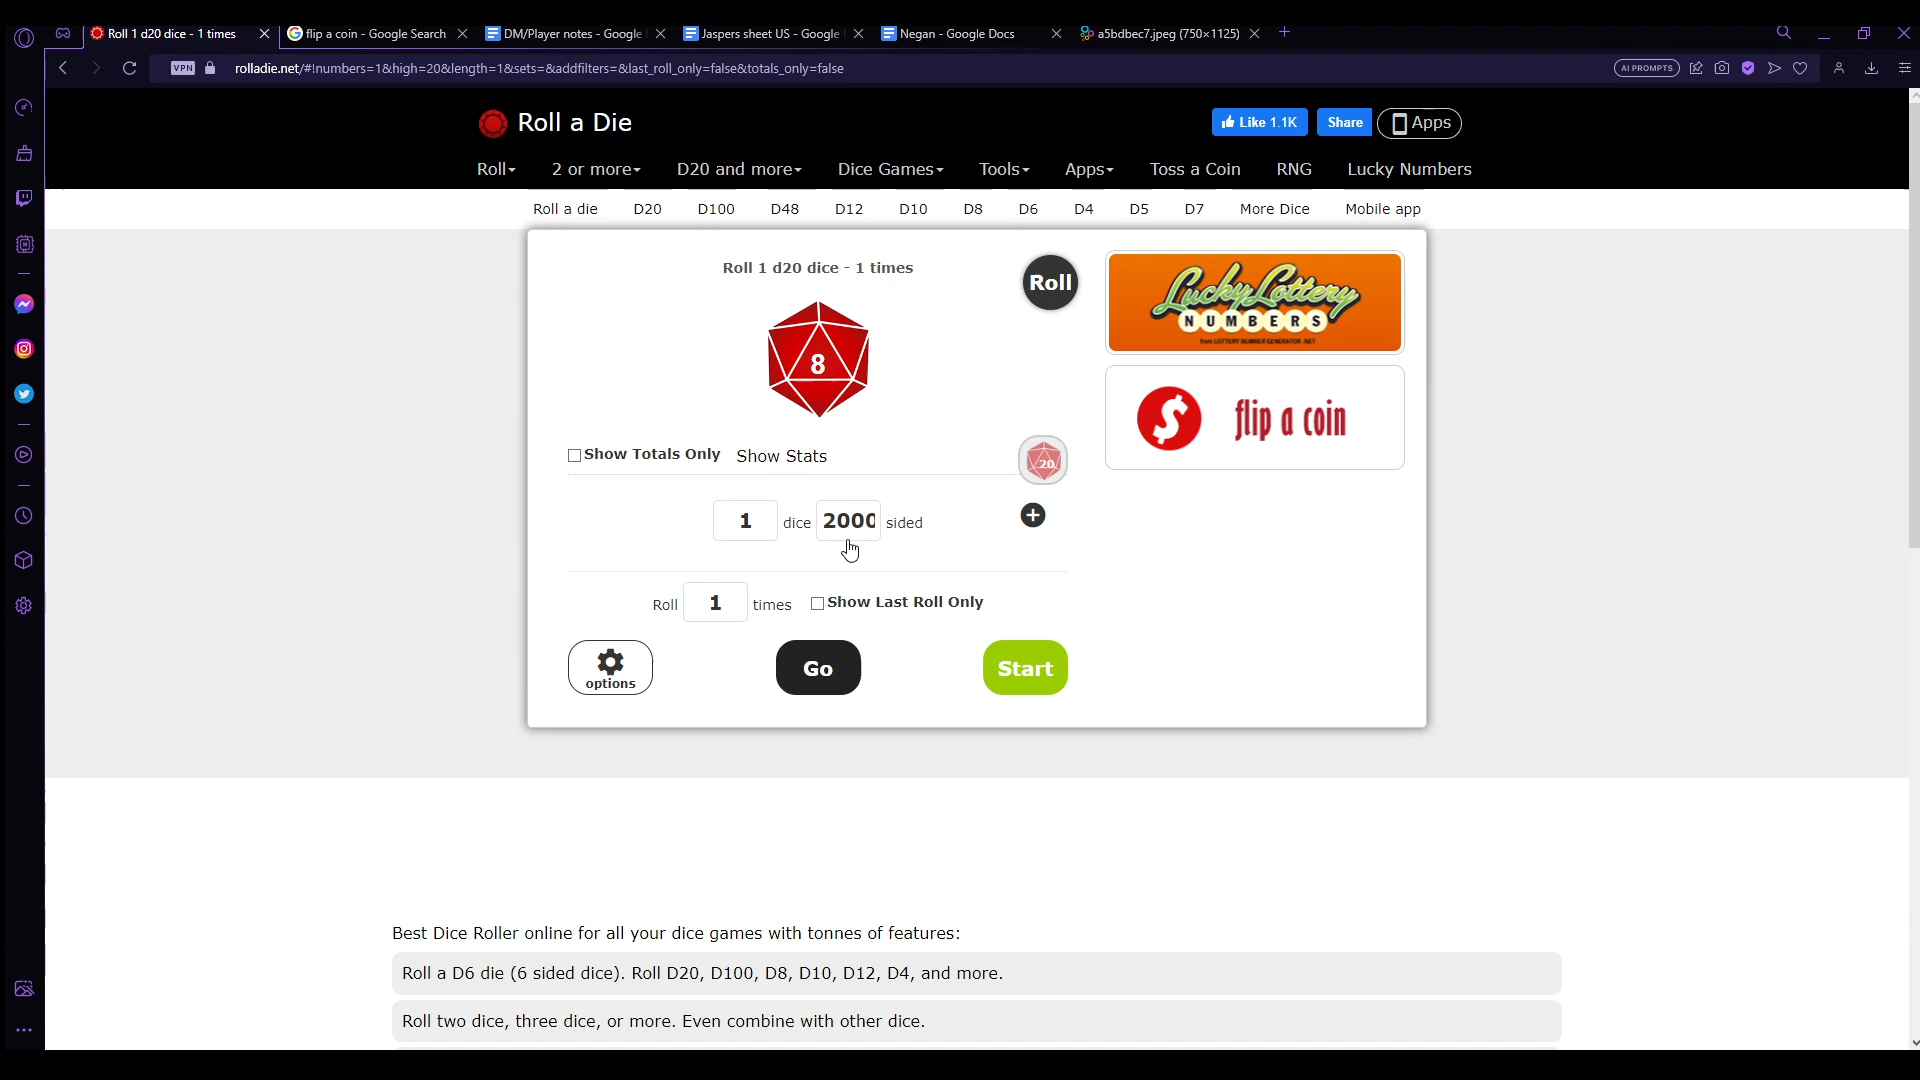 Roll 1 d20 dice - 1 times
flip a coin - Google Search
DM/Player notes - Google
Jaspers sheet US - Google
Negan - Google Docs
a5bdbec7.jpeg (750×1125)
VPN
rolladie.net/#!numbers=1&high=20&length=1&sets=&addfilters=&last_roll_only=false&totals_only=false
AI PROMPTS
Roll a Die
Like 1.1K
Share
Apps
Roll
2 or more
D20 and more
Dice Games
Tools
Apps
Toss a Coin
RNG
Lucky Numbers
Roll a die
D20
D100
D48
D12
D10
D8
D6
D4
D5
D7
More Dice
Mobile app
Roll 1 d20 dice - 1 times
Roll
8
Lucky Lottery
NUMBERS
from LOTTERY NUMBER GENERATOR .NET
$ flip a coin
Show Totals Only
Show Stats
20
1 dice 2000 sided
Roll 1 times
Show Last Roll Only
options
Go
Start
Best Dice Roller online for all your dice games with tonnes of features:
Roll a D6 die (6 sided dice). Roll D20, D100, D8, D10, D12, D4, and more.
Roll two dice, three dice, or more. Even combine with other dice.